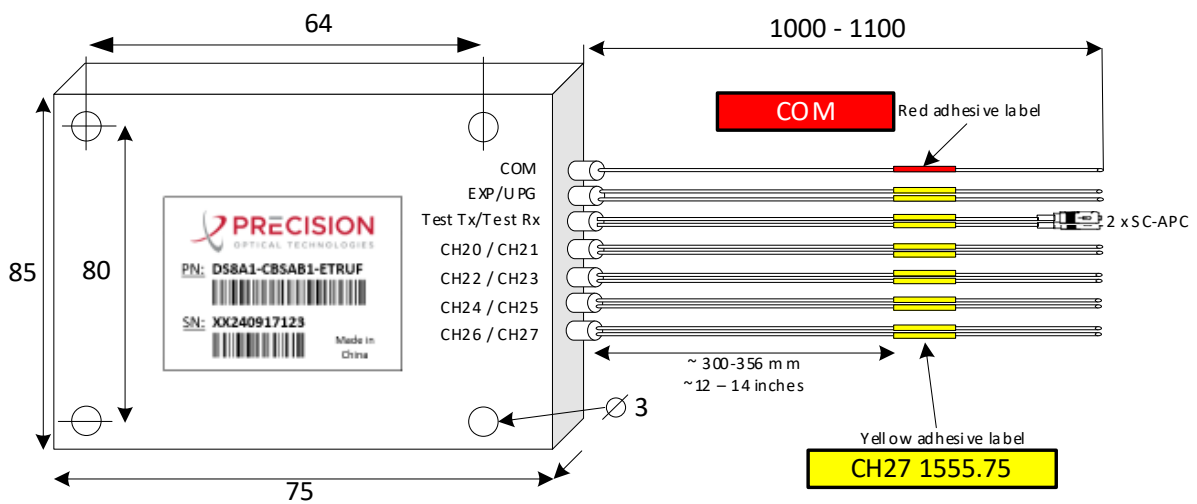 64
1000 - 1100
COM
Red adhesive label
COM
EXP/UPG
Test Tx/Test Rx
2 x SC-APC
CH20 / CH21
CH22 / CH23
CH24 / CH25
CH26 / CH27
PRECISION
OPTICAL TECHNOLOGIES
PN: DS8A1-CBSAB1-ETRUF
SN: XX240917123
Made in
China
85
80
~ 300-356 mm
~12 – 14 inches
3
Yellow adhesive label
CH27 1555.75
75